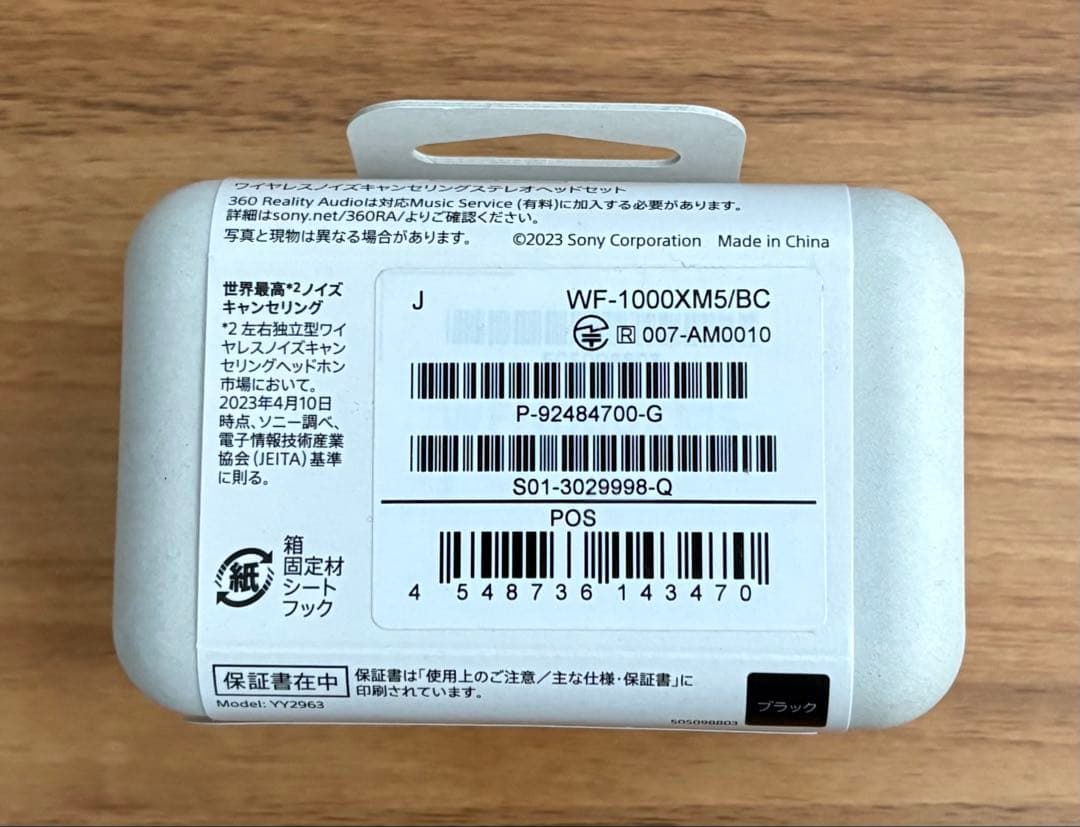 ワイヤレスノイズキャンセリングステレオヘッドセット
360 Reality Audioは対応Music Service (有料)に加入する必要があります。
詳細はsony.net/360RA/よりご確認ください。
写真と現物は異なる場合があります。 ©2023 Sony Corporation Made in China
世界最高*2ノイズ
キャンセリング
*2 左右独立型ワイ
ヤレスノイズキャン
セリングヘッドホン
市場において。
2023年4月10日
時点、ソニー調べ、
電子情報技術産業
協会(JEITA)基準
に則る。
紙
箱
固定材
シート
フック
J WF-1000XM5/BC
R 007-AM0010
P-92484700-G
S01-3029998-Q
POS
4 548736 143470
保証書在中
保証書は「使用上のご注意/主な仕様・保証書」に
印刷されています。
Model: YY2963
ブラック
505098803